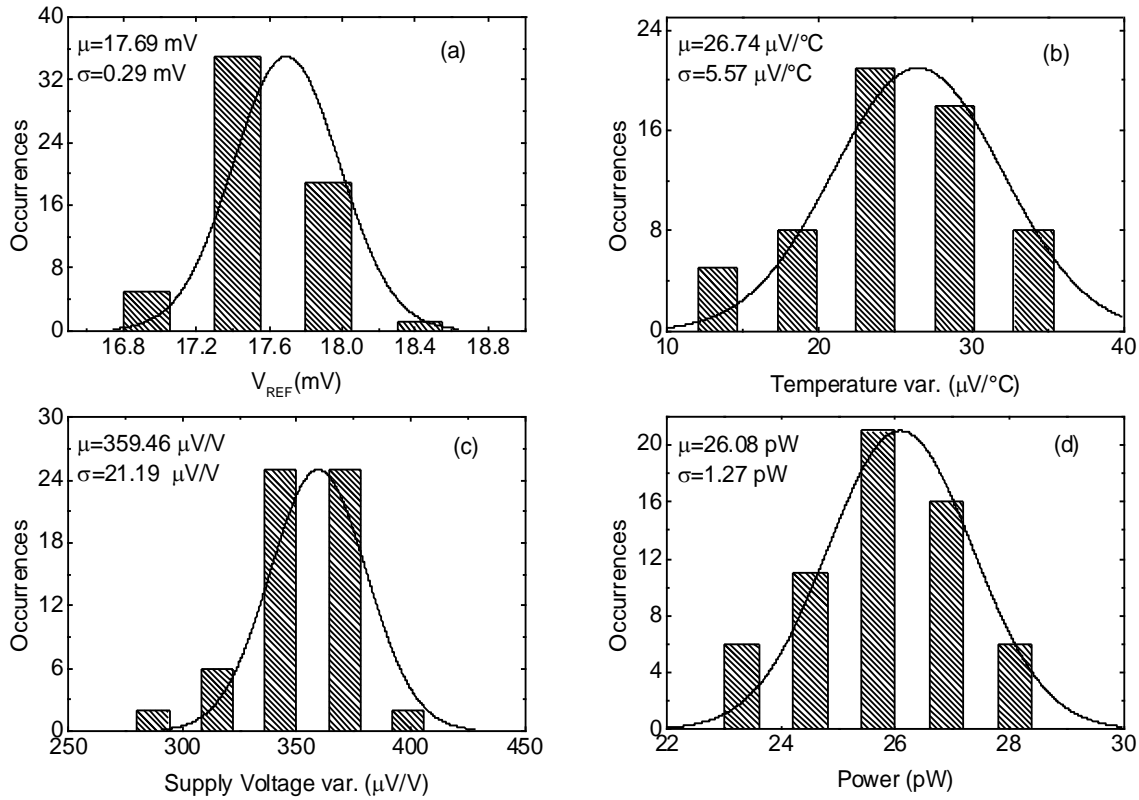 40
32
24
16
8
0
Occurrences
μ=17.69 mV
σ=0.29 mV
(a)
16.8 17.2 17.6 18.0 18.4 18.8
VREF(mV)
21
14
7
0
Occurrences
μ=26.74 μV/°C
σ=5.57 μV/°C
(b)
10 20 30 40
Temperature var. (μV/°C)
30
24
18
12
6
0
Occurrences
μ=359.46 μV/V
σ=21.19 μV/V
(c)
250 300 350 400 450
Supply Voltage var. (μV/V)
20
16
12
8
4
0
Occurrences
μ=26.08 pW
σ=1.27 pW
(d)
22 24 26 28 30
Power (pW)